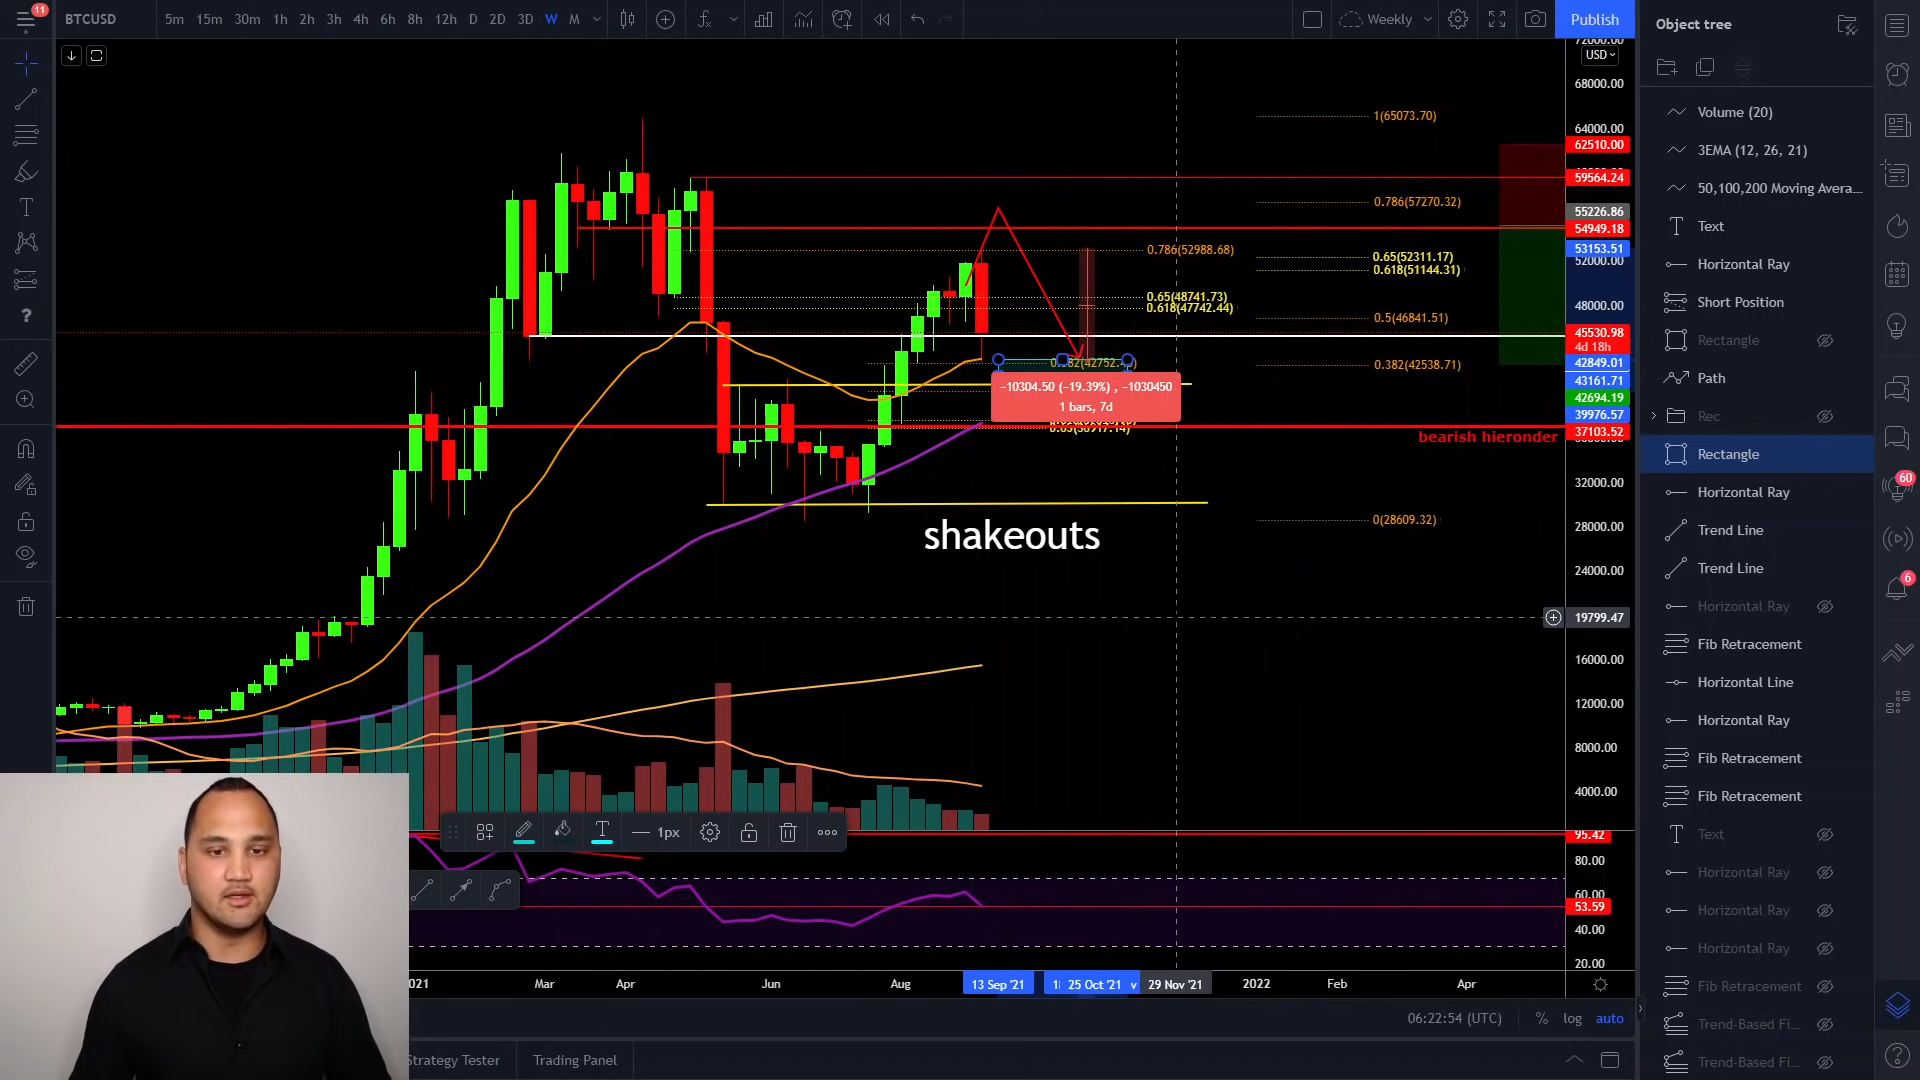 11
BTCUSD
5m 15m 30m 1h 2h 3h 4h 6h 8h 12h D 2D 3D W M
Weekly
Publish
Object tree
USD
72000.00
68000.00
64000.00
62510.00
59564.24
55226.86
54949.18
53153.51
52000.00
48000.00
45530.98
4d 18h
42849.01
43161.71
42694.19
39976.57
37103.52
32000.00
28000.00
24000.00
19799.47
16000.00
12000.00
8000.00
4000.00
95.42
80.00
60.00
53.59
40.00
20.00
1(65073.70)
0.786(57270.32)
0.786(52988.68)
0.65(52311.17)
0.618(51144.31)
0.65(48741.73)
0.618(47742.44)
0.5(46841.51)
0.382(42538.71)
−10304.50 (−19.39%) , −1030450
1 bars, 7d
bearish hieronder
0(28609.32)
shakeouts
1px
2021
Mar
Apr
Jun
Aug
13 Sep '21
25 Oct '21
29 Nov '21
2022
Feb
Apr
06:22:54 (UTC)
%
log
auto
Strategy Tester
Trading Panel
Volume (20)
3EMA (12, 26, 21)
50,100,200 Moving Avera...
Text
Horizontal Ray
Short Position
Rectangle
Path
Rec
Rectangle
Horizontal Ray
Trend Line
Trend Line
Horizontal Ray
Fib Retracement
Horizontal Line
Horizontal Ray
Fib Retracement
Fib Retracement
Text
Horizontal Ray
Horizontal Ray
Horizontal Ray
Fib Retracement
Trend-Based Fi...
Trend-Based Fi...
60
6